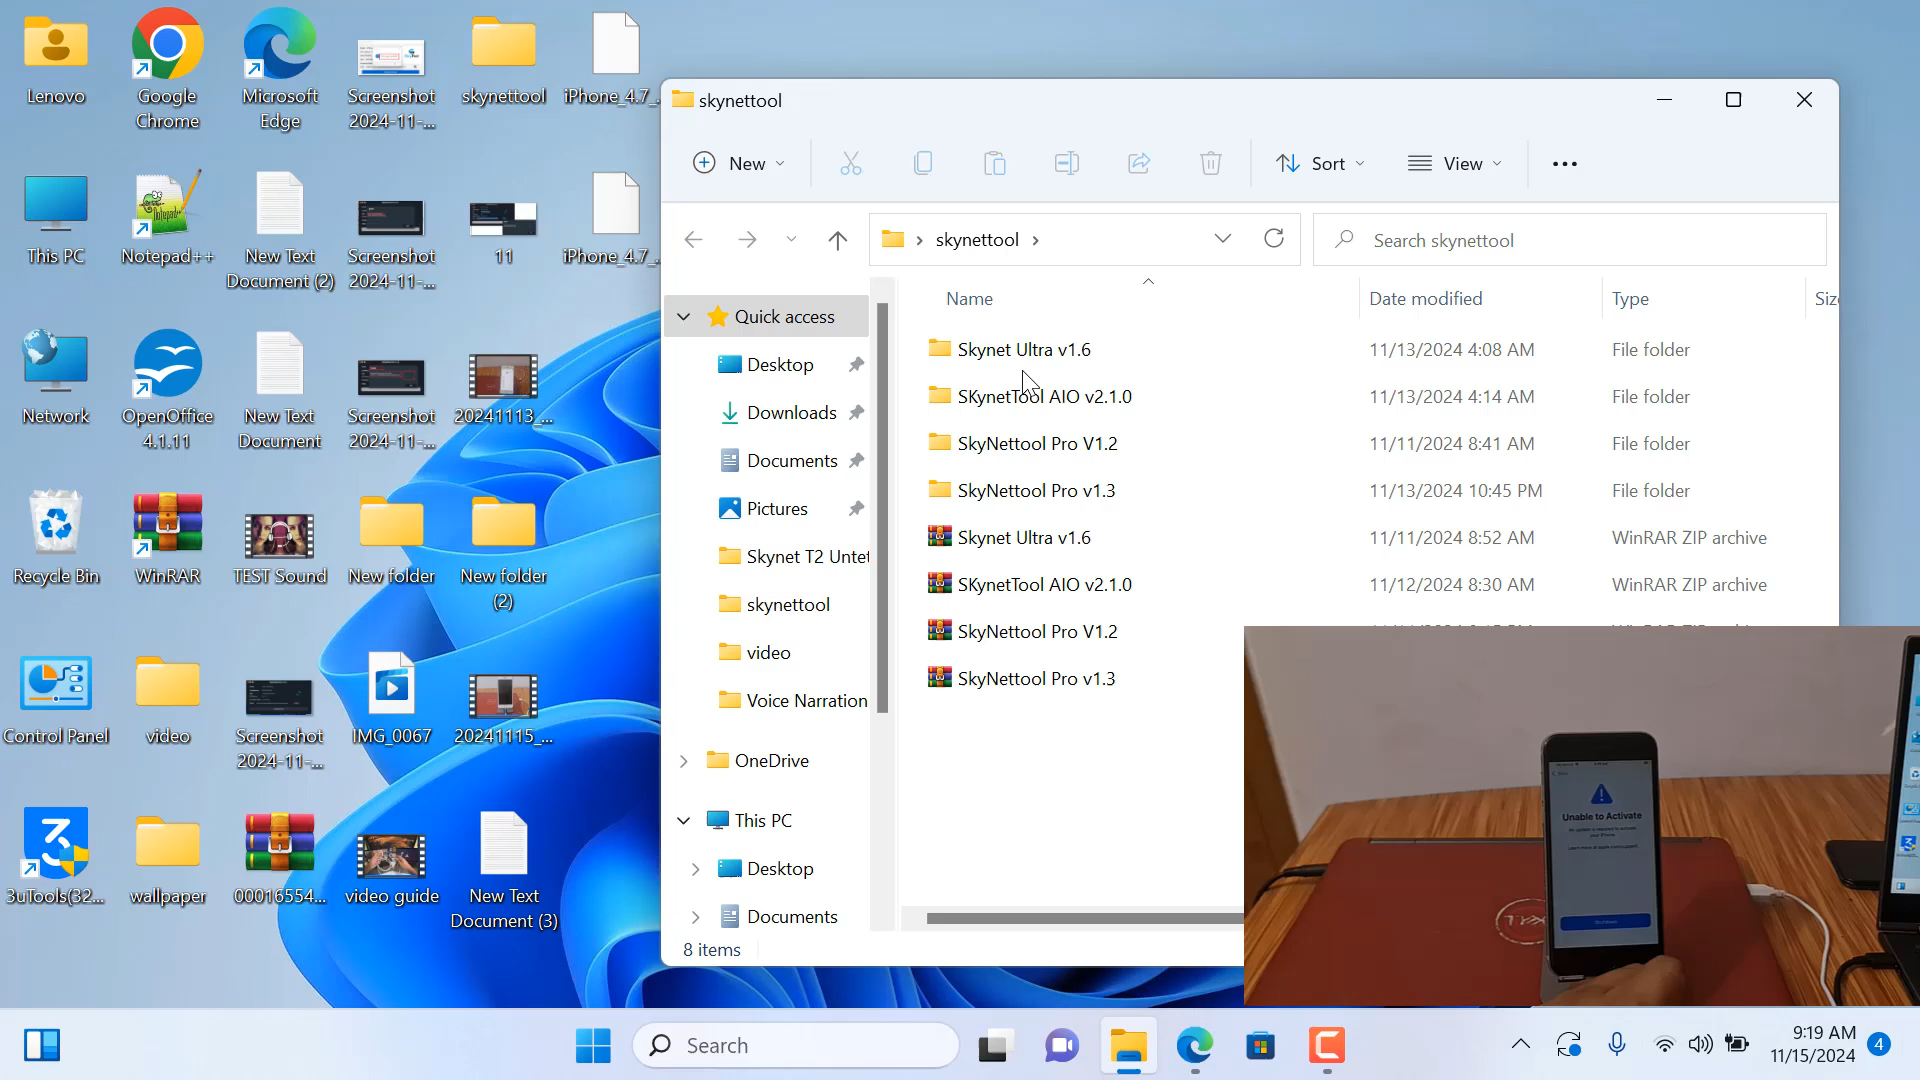 Lenovo
Google
Chrome
Microsoft
Edge
Screenshot
2024-11-...
skynettool
iPhone_4.7_...
This PC
Notepad++
New Text
Document (2)
Screenshot
2024-11-...
11
iPhone_4.7_...
Network
OpenOffice
4.1.11
New Text
Document
Screenshot
2024-11-...
20241113_...
Recycle Bin
WinRAR
TEST Sound
New folder
New folder
(2)
Control Panel
video
Screenshot
2024-11-...
IMG_0067
20241115_...
3uTools(32...
wallpaper
00016554...
video guide
New Text
Document (3)
skynettool
New
Sort
View
skynettool
Search skynettool
Quick access
Desktop
Downloads
Documents
Pictures
Skynet T2 Untet
skynettool
video
Voice Narration
OneDrive
This PC
Desktop
Documents
Name Date modified Type Siz
Skynet Ultra v1.6 11/13/2024 4:08 AM File folder
SKynetTool AIO v2.1.0 11/13/2024 4:14 AM File folder
SkyNettool Pro V1.2 11/11/2024 8:41 AM File folder
SkyNettool Pro v1.3 11/13/2024 10:45 PM File folder
Skynet Ultra v1.6 11/11/2024 8:52 AM WinRAR ZIP archive
SKynetTool AIO v2.1.0 11/12/2024 8:30 AM WinRAR ZIP archive
SkyNettool Pro V1.2
SkyNettool Pro v1.3
8 items
Unable to Activate
An update is required to activate
your iPhone.
Search
9:19 AM
11/15/2024
4